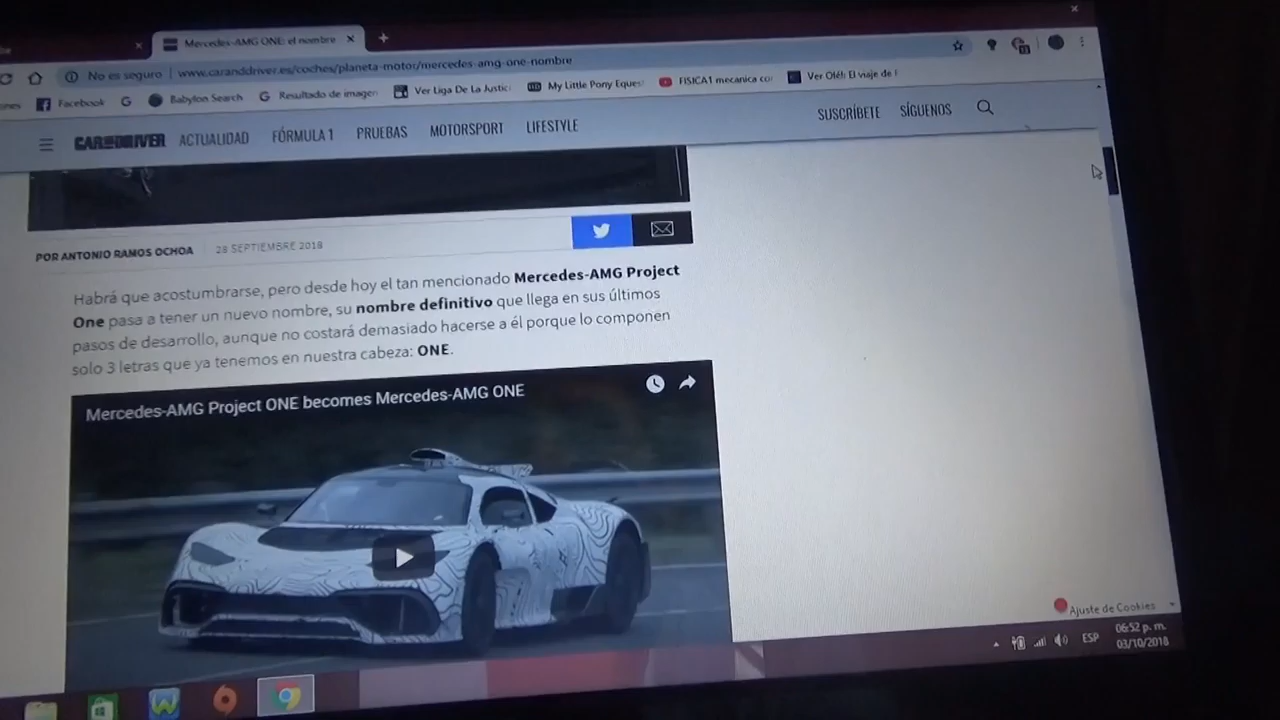 Mercedes-AMG ONE: el nombre
No es seguro | www.caranddriver.es/coches/planeta-motor/mercedes-amg-one-nombre
Facebook G Babylon Search G Resultado de imagen Ver Liga De La Justici My Little Pony Eques FISICA1 mecanica co Ver Olé!: El viaje de
CAR AND DRIVER ACTUALIDAD FÓRMULA 1 PRUEBAS MOTORSPORT LIFESTYLE SUSCRÍBETE SÍGUENOS
POR ANTONIO RAMOS OCHOA 28 SEPTIEMBRE 2018
Habrá que acostumbrarse, pero desde hoy el tan mencionado Mercedes-AMG Project
One pasa a tener un nuevo nombre, su nombre definitivo que llega en sus últimos
pasos de desarrollo, aunque no costará demasiado hacerse a él porque lo componen
solo 3 letras que ya tenemos en nuestra cabeza: ONE.
Mercedes-AMG Project ONE becomes Mercedes-AMG ONE
Ajuste de Cookies
ESP 06:52 p. m.
03/10/2018